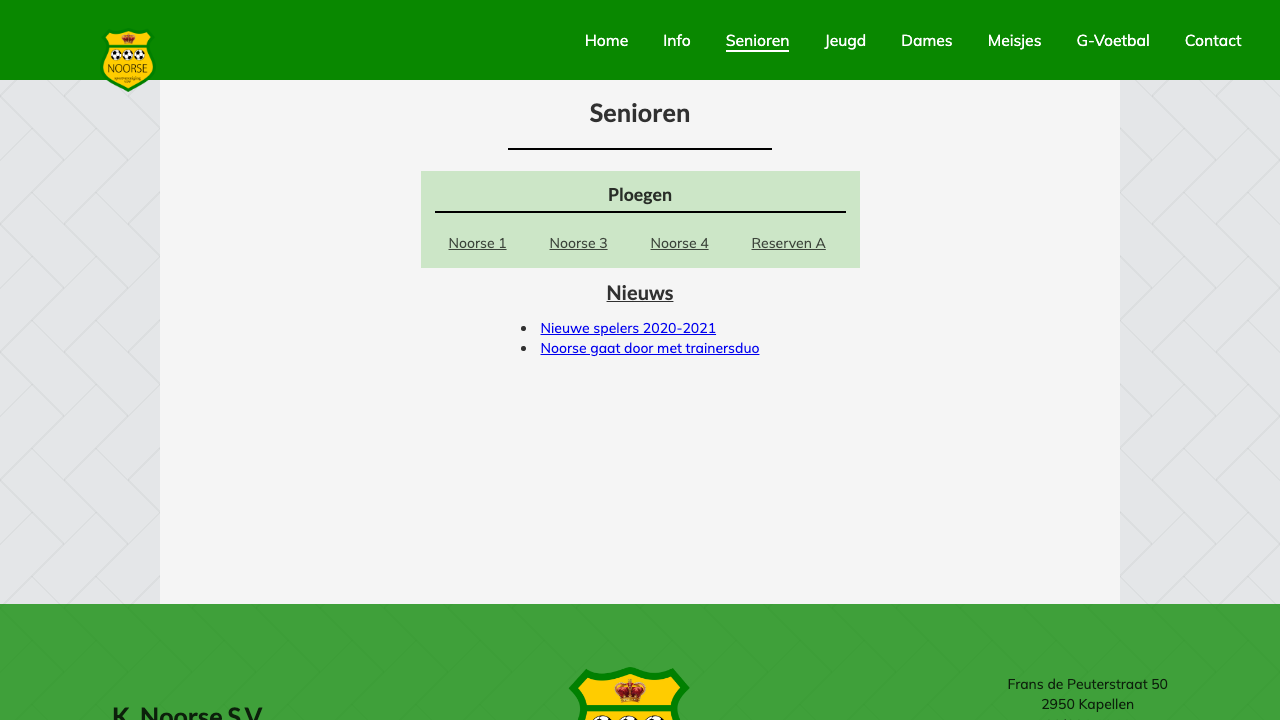 NOORSE
Home Info Senioren Jeugd Dames Meisjes G-Voetbal Contact
Senioren
Ploegen
Noorse 1 Noorse 3 Noorse 4 Reserven A
Nieuws
Nieuwe spelers 2020-2021
Noorse gaat door met trainersduo
K. Noorse S.V.
Frans de Peuterstraat 50
2950 Kapellen